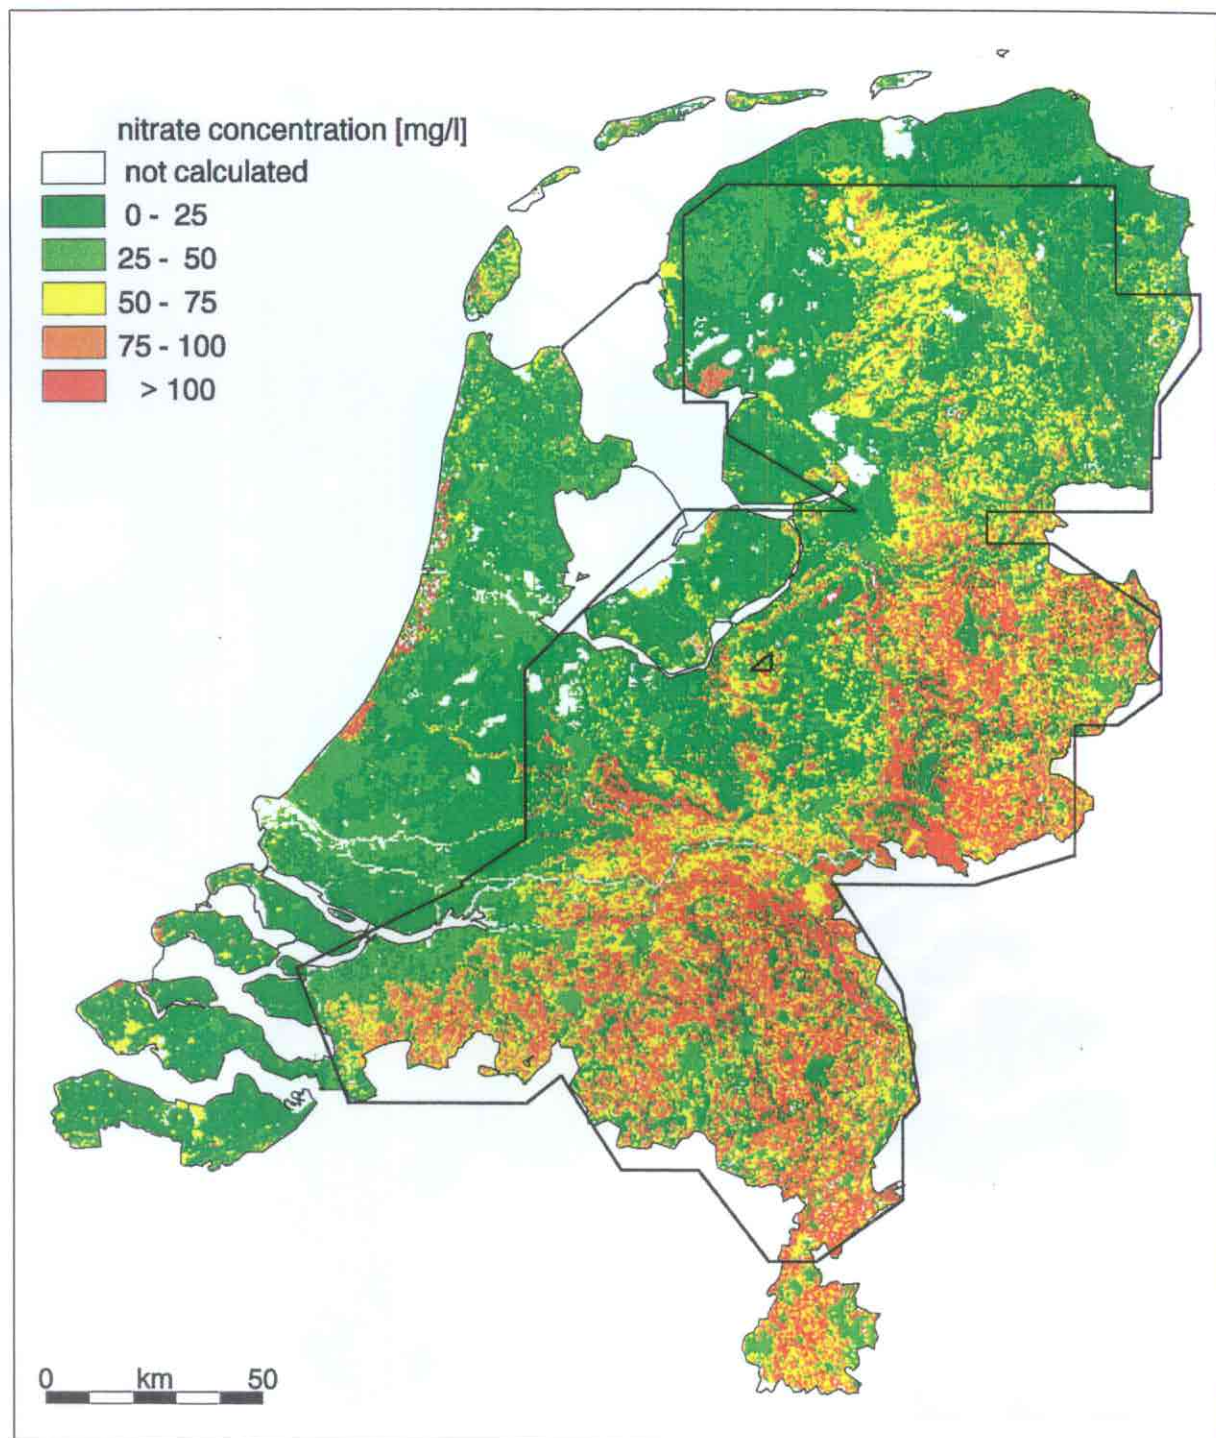 nitrate concentration [mg/l]
not calculated
0 - 25
25 - 50
50 - 75
75 - 100
> 100
0 km 50